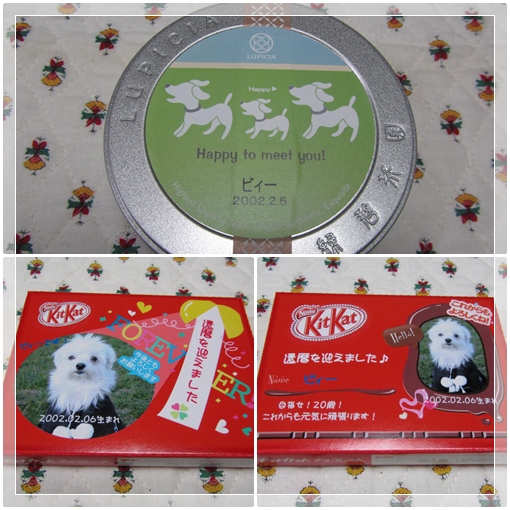 LUPICIA
LUPICIA
Happy
Happy to meet you!
ビィー
2002.2.6
Nestlé
KitKat
FOREVER
還暦を迎えました
2002.02.06生まれ
Nestlé
KitKat
これからも
よろしくね!
Hello!
還暦を迎えました♪
Name
ビィー
目指せ!20歳!
これからも元気に頑張ります!
2002.02.06生まれ